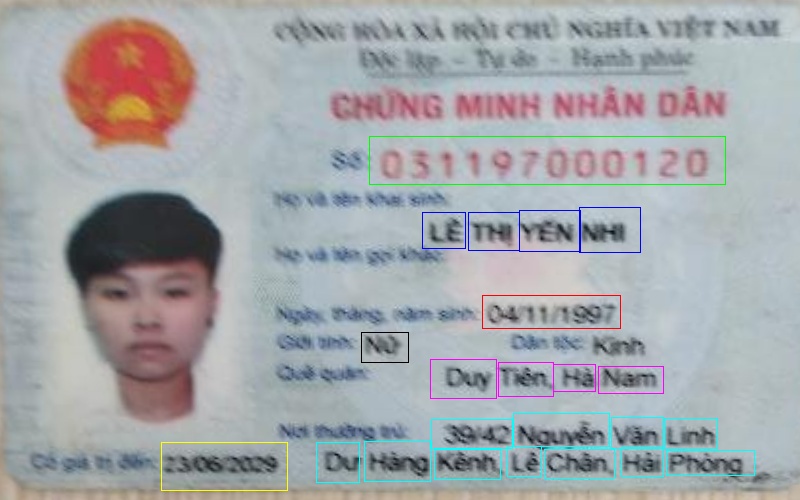 CỘNG HÒA XÃ HỘI CHỦ NGHĨA VIỆT NAM
Độc lập - Tự do - Hạnh phúc
CHỨNG MINH NHÂN DÂN
Số: 031197000120
Họ và tên khai sinh:
LÊ THỊ YẾN NHI
Họ và tên gọi khác:
Ngày, tháng, năm sinh: 04/11/1997
Giới tính: Nữ Dân tộc: Kinh
Quê quán: Duy Tiên, Hà Nam
Nơi thường trú: 39/42 Nguyễn Văn Linh
Có giá trị đến: 23/06/2029 Dư Hàng Kênh, Lê Chân, Hải Phòng